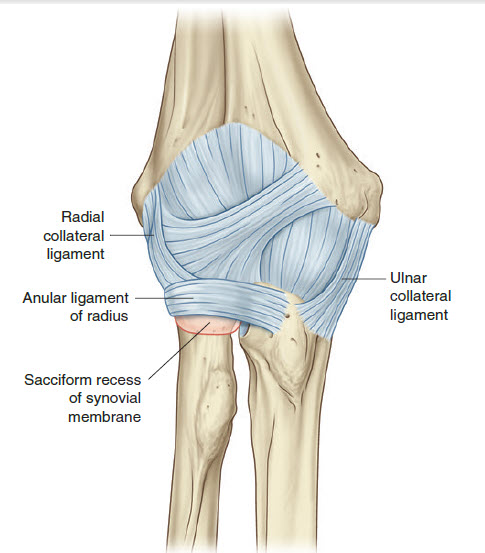 Radial
collateral
ligament
Anular ligament
of radius
Sacciform recess
of synovial
membrane
Ulnar
collateral
ligament